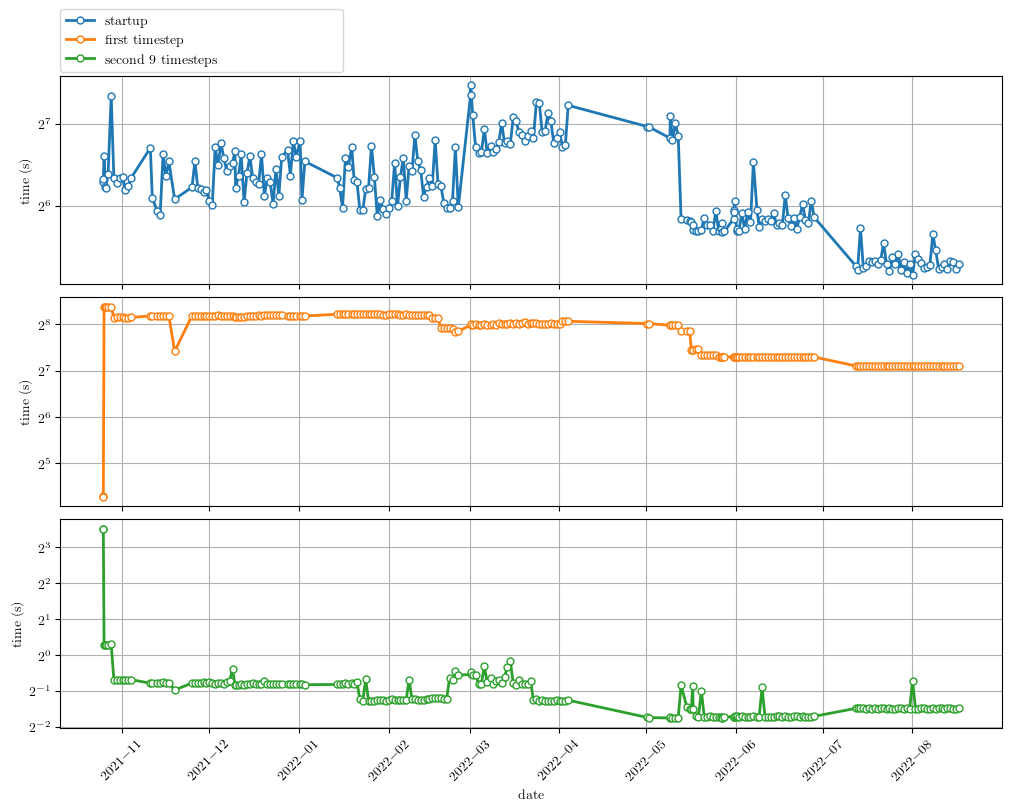 startup
first timestep
second 9 timesteps
2^7
2^6
time (s)
2^8
2^7
2^6
2^5
time (s)
2^3
2^2
2^1
2^0
2^−1
2^−2
time (s)
2021-11 2021-12 2022-01 2022-02 2022-03 2022-04 2022-05 2022-06 2022-07 2022-08
date